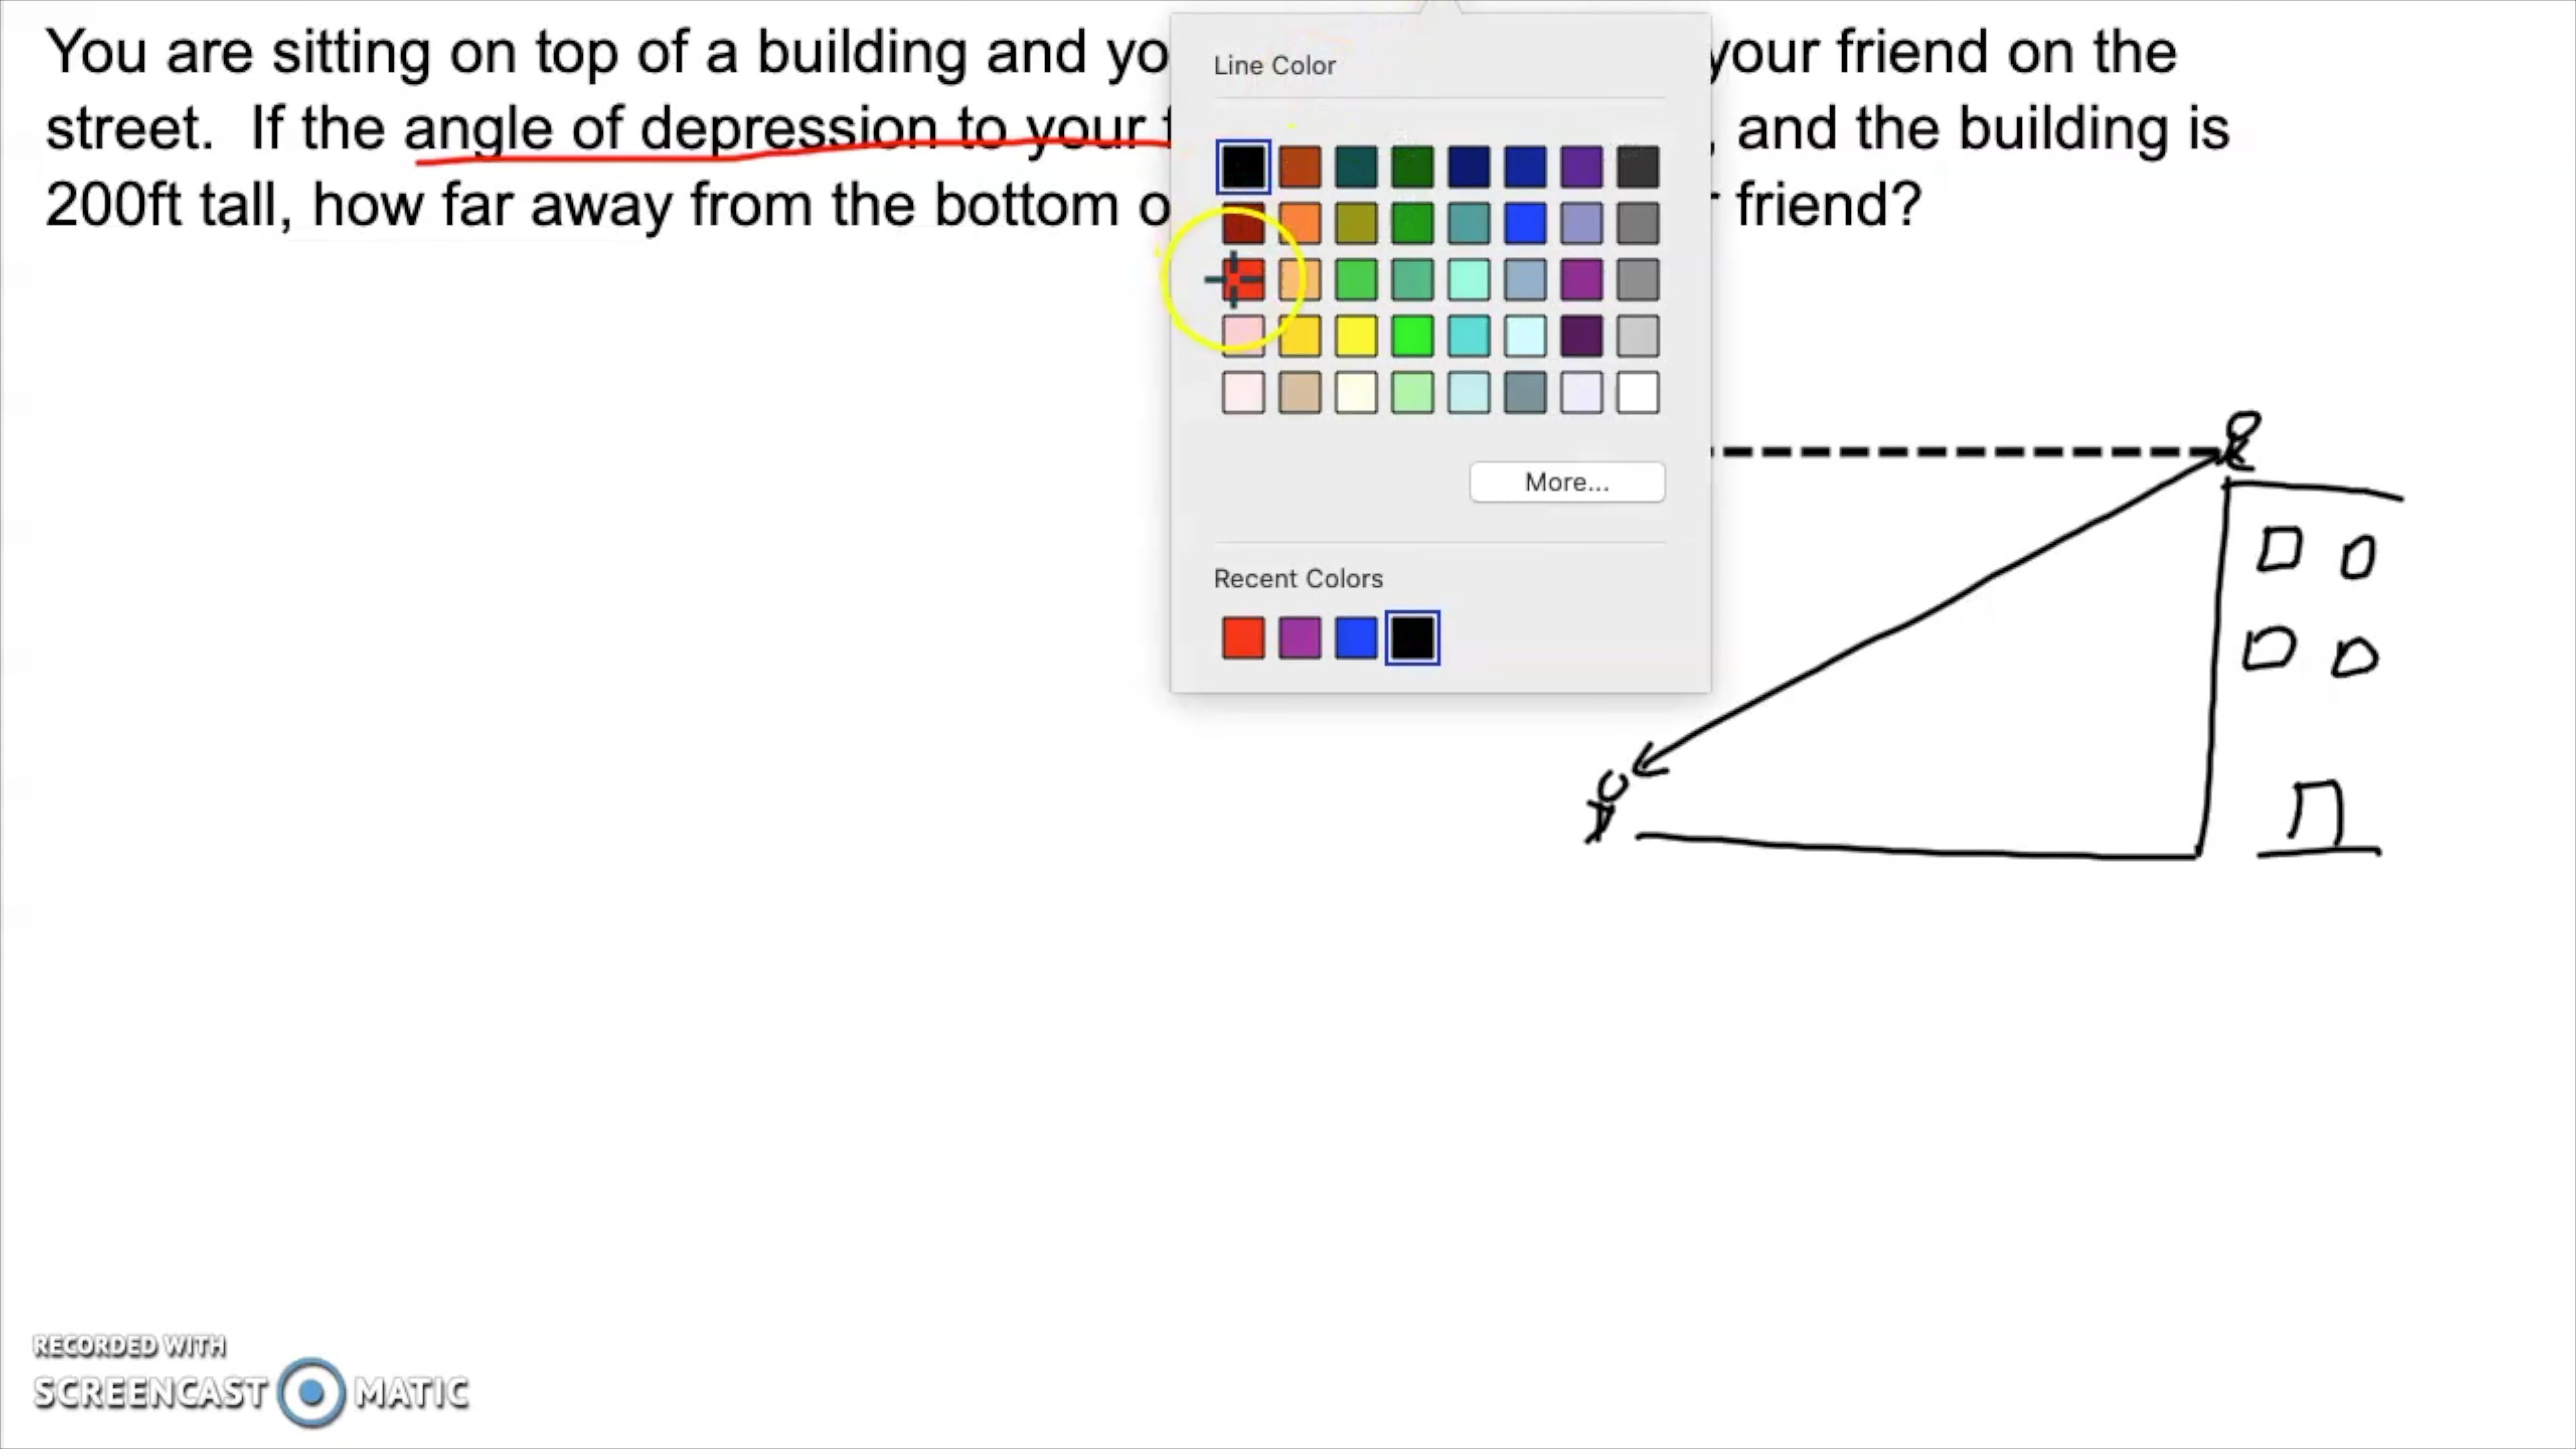 You are sitting on top of a building and yo your friend on the
street. If the angle of depression to your , and the building is
200ft tall, how far away from the bottom o friend?
Line Color
More...
Recent Colors
RECORDED WITH
SCREENCAST MATIC